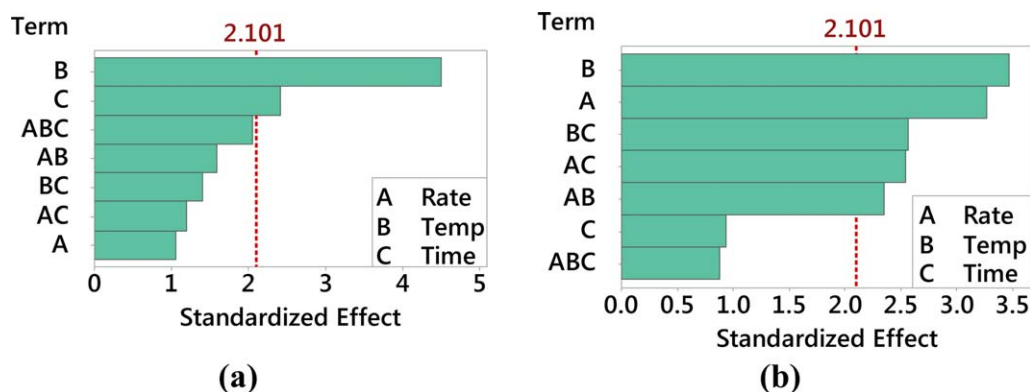 Term
2.101
B
C
ABC
AB
BC
AC
A
A Rate
B Temp
C Time
0 1 2 3 4 5
Standardized Effect
(a)
Term
2.101
B
A
BC
AC
AB
C
ABC
A Rate
B Temp
C Time
0.0 0.5 1.0 1.5 2.0 2.5 3.0 3.5
Standardized Effect
(b)